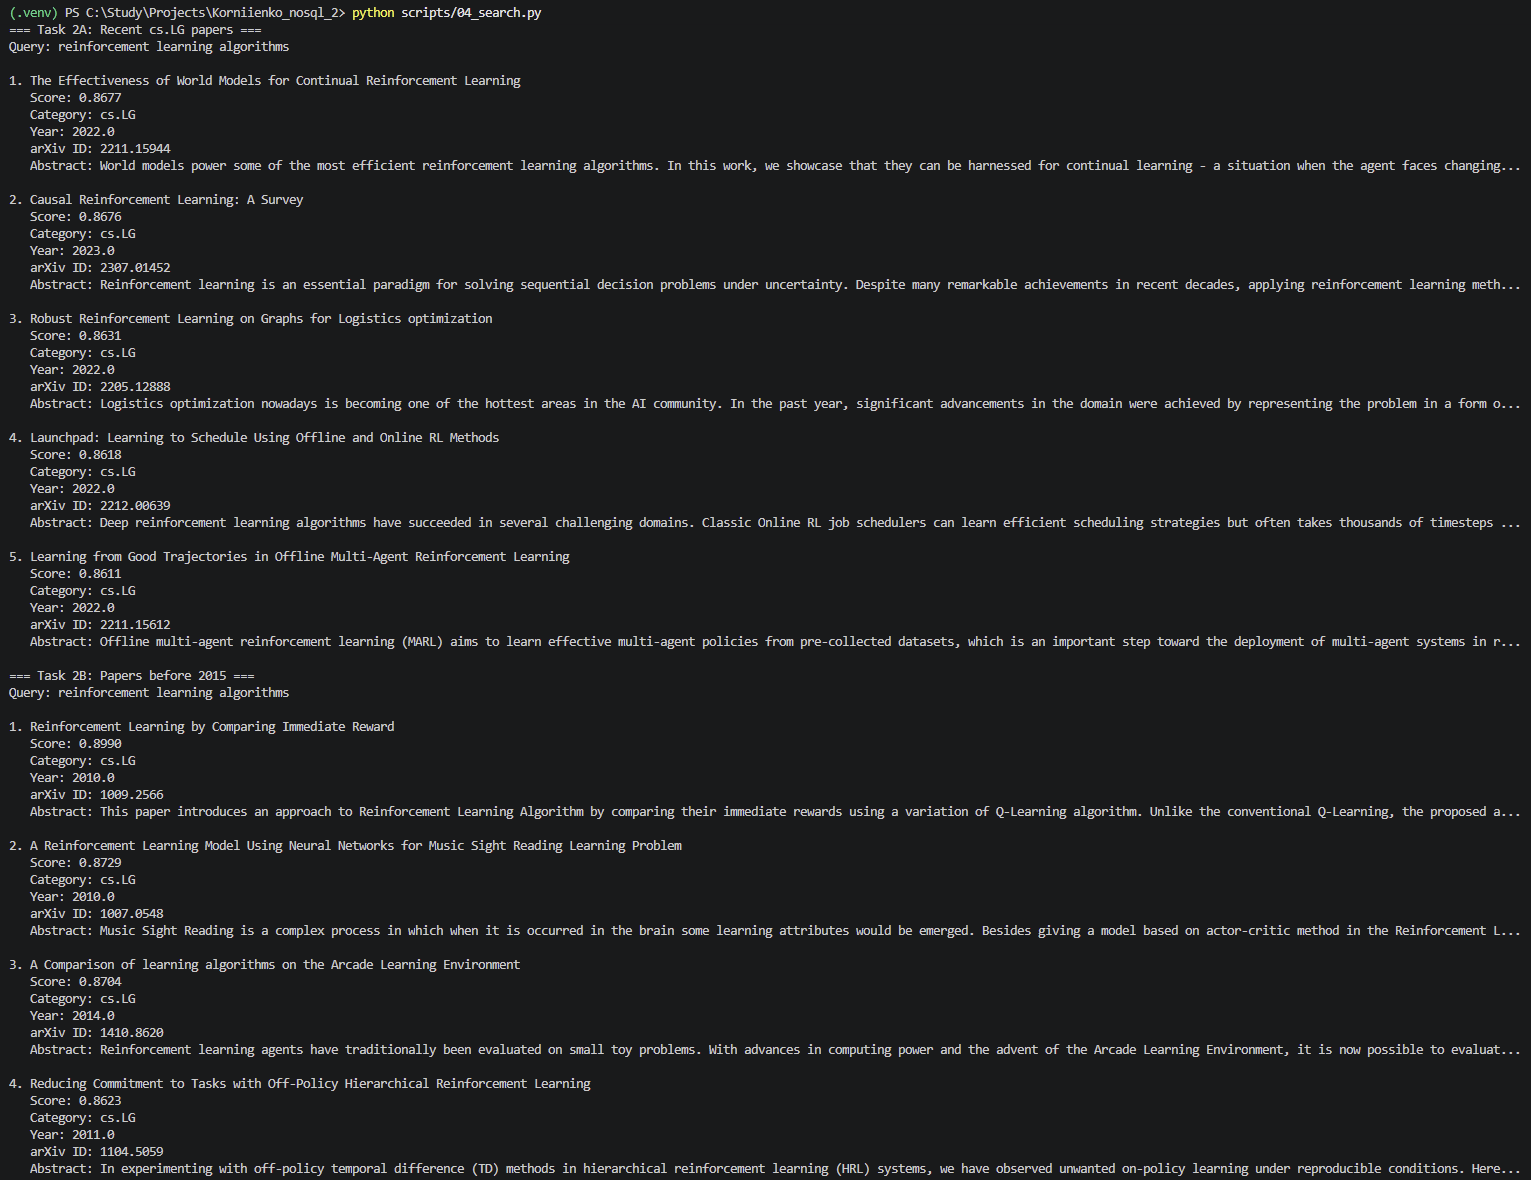 (.venv) PS C:\Study\Projects\Korniienko_nosql_2> python scripts/04_search.py
=== Task 2A: Recent cs.LG papers ===
Query: reinforcement learning algorithms
1. The Effectiveness of World Models for Continual Reinforcement Learning
Score: 0.8677
Category: cs.LG
Year: 2022.0
arXiv ID: 2211.15944
Abstract: World models power some of the most efficient reinforcement learning algorithms. In this work, we showcase that they can be harnessed for continual learning - a situation when the agent faces changing...
2. Causal Reinforcement Learning: A Survey
Score: 0.8676
Category: cs.LG
Year: 2023.0
arXiv ID: 2307.01452
Abstract: Reinforcement learning is an essential paradigm for solving sequential decision problems under uncertainty. Despite many remarkable achievements in recent decades, applying reinforcement learning meth...
3. Robust Reinforcement Learning on Graphs for Logistics optimization
Score: 0.8631
Category: cs.LG
Year: 2022.0
arXiv ID: 2205.12888
Abstract: Logistics optimization nowadays is becoming one of the hottest areas in the AI community. In the past year, significant advancements in the domain were achieved by representing the problem in a form o...
4. Launchpad: Learning to Schedule Using Offline and Online RL Methods
Score: 0.8618
Category: cs.LG
Year: 2022.0
arXiv ID: 2212.00639
Abstract: Deep reinforcement learning algorithms have succeeded in several challenging domains. Classic Online RL job schedulers can learn efficient scheduling strategies but often takes thousands of timesteps ...
5. Learning from Good Trajectories in Offline Multi-Agent Reinforcement Learning
Score: 0.8611
Category: cs.LG
Year: 2022.0
arXiv ID: 2211.15612
Abstract: Offline multi-agent reinforcement learning (MARL) aims to learn effective multi-agent policies from pre-collected datasets, which is an important step toward the deployment of multi-agent systems in r...
=== Task 2B: Papers before 2015 ===
Query: reinforcement learning algorithms
1. Reinforcement Learning by Comparing Immediate Reward
Score: 0.8990
Category: cs.LG
Year: 2010.0
arXiv ID: 1009.2566
Abstract: This paper introduces an approach to Reinforcement Learning Algorithm by comparing their immediate rewards using a variation of Q-Learning algorithm. Unlike the conventional Q-Learning, the proposed a...
2. A Reinforcement Learning Model Using Neural Networks for Music Sight Reading Learning Problem
Score: 0.8729
Category: cs.LG
Year: 2010.0
arXiv ID: 1007.0548
Abstract: Music Sight Reading is a complex process in which when it is occurred in the brain some learning attributes would be emerged. Besides giving a model based on actor-critic method in the Reinforcement L...
3. A Comparison of learning algorithms on the Arcade Learning Environment
Score: 0.8704
Category: cs.LG
Year: 2014.0
arXiv ID: 1410.8620
Abstract: Reinforcement learning agents have traditionally been evaluated on small toy problems. With advances in computing power and the advent of the Arcade Learning Environment, it is now possible to evaluat...
4. Reducing Commitment to Tasks with Off-Policy Hierarchical Reinforcement Learning
Score: 0.8623
Category: cs.LG
Year: 2011.0
arXiv ID: 1104.5059
Abstract: In experimenting with off-policy temporal difference (TD) methods in hierarchical reinforcement learning (HRL) systems, we have observed unwanted on-policy learning under reproducible conditions. Here...